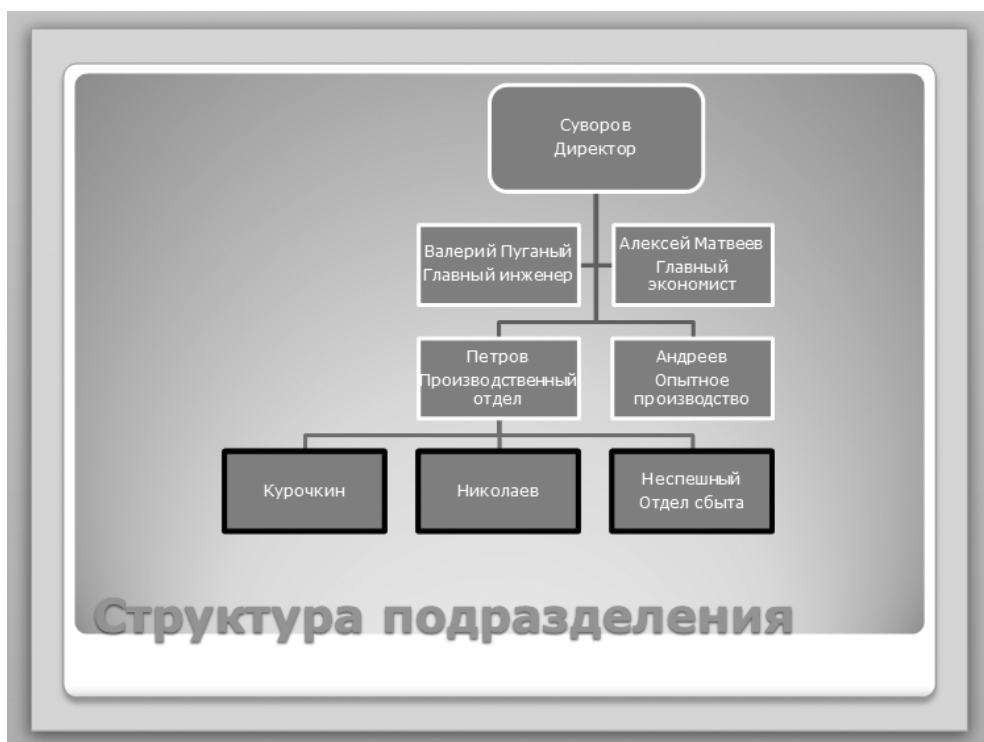 Суворов
Директор
Валерий Пуганый
Главный инженер
Алексей Матвеев
Главный
экономист
Петров
Производственный
отдел
Андреев
Опытное
производство
Курочкин
Николаев
Неспешный
Отдел сбыта
Структура подразделения